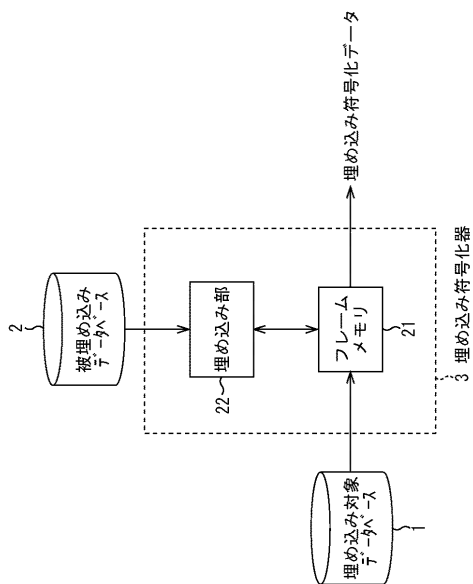 2
被埋め込み
データベース
埋め込み部
22
フレーム
メモリ
21
埋め込み符号化データ
3 埋め込み符号化器
埋め込み対象
データベース
1